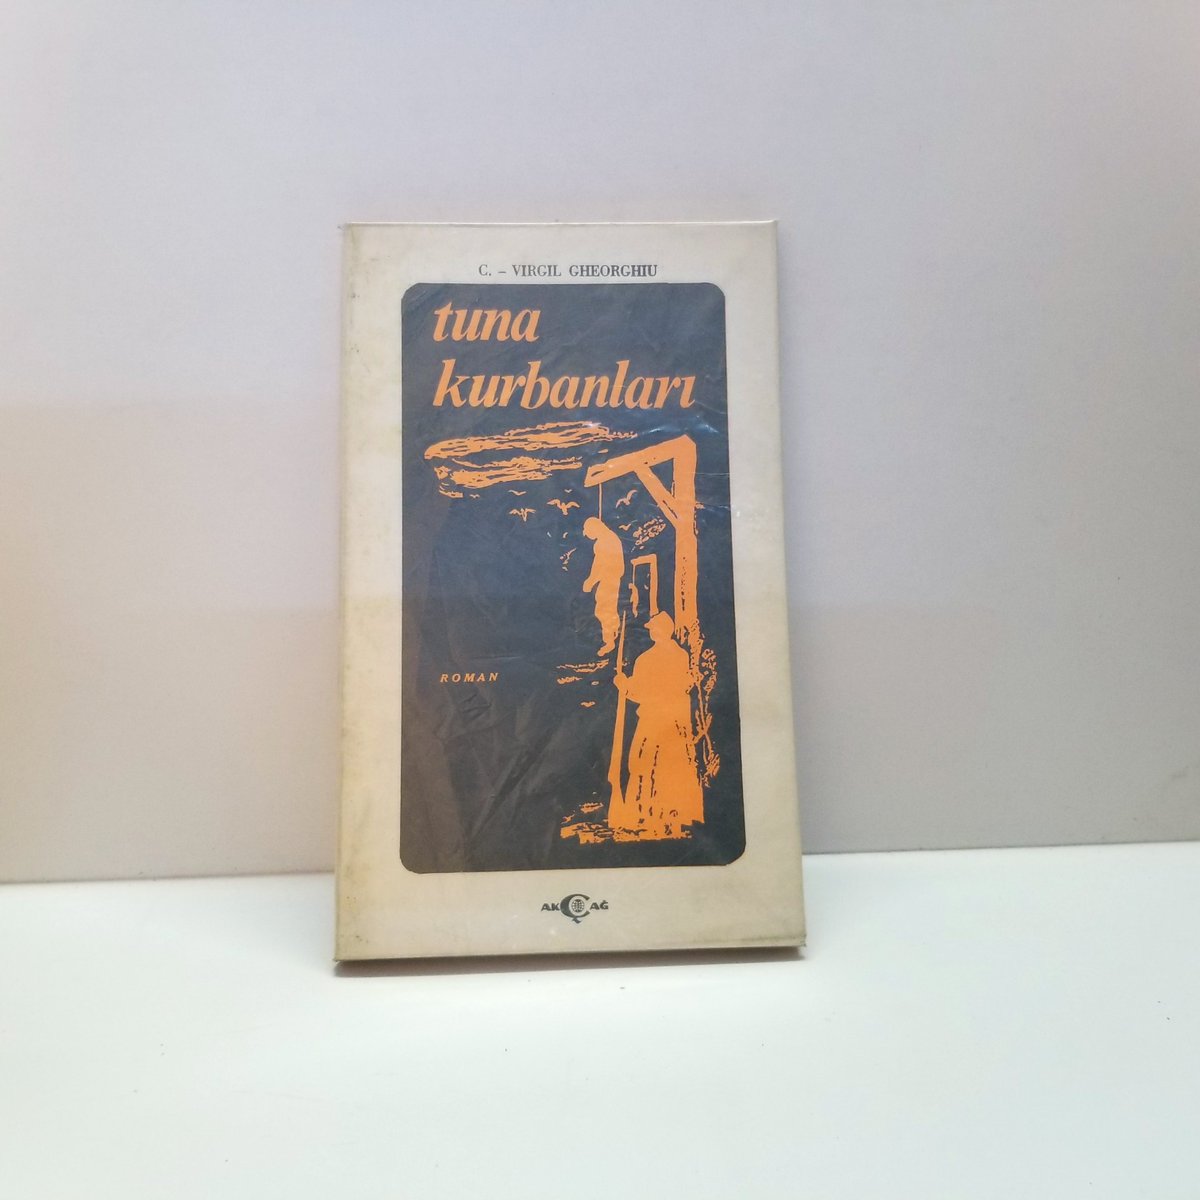 C. – VIRGIL GHEORGHIU
tuna
kurbanları
ROMAN
AKÇAĞ